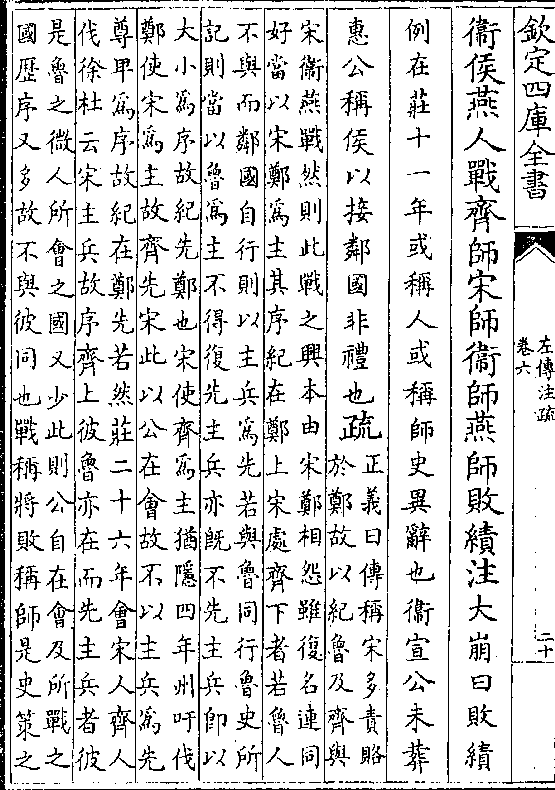 欽定四庫全書
左傳注疏
卷六
二十
衞侯燕人戰齊師宋師衞師燕師敗績注大崩曰敗績
例在莊十一年或稱人或稱師史異辭也衞宣公未葬
惠公稱侯以接鄰國非禮也疏
正義曰傳稱宋多責賂
於鄭故以紀魯及齊與
宋衞燕戰然則此戰之興本由宋鄭相怨雖復名連同
好當以宋鄭為主其序紀在鄭上宋處齊下者若魯人
不與而鄰國自行則以主兵為先若與魯同行魯史所
記則當以魯為主不得復先主兵亦既不先主兵即以
大小為序故紀先鄭也宋使齊為主猶隱四年州吁伐
鄭使宋為主故齊先宋此以公在會故不以主兵為先
尊卑為序故紀在鄭先若然莊二十六年會宋人齊人
伐徐杜云宋主兵故序齊上彼魯亦在而先主兵者彼
是魯之微人所會之國又少此則公自在會及所戰之
國歷序又多故不與彼同也戰稱將敗稱師是史策之